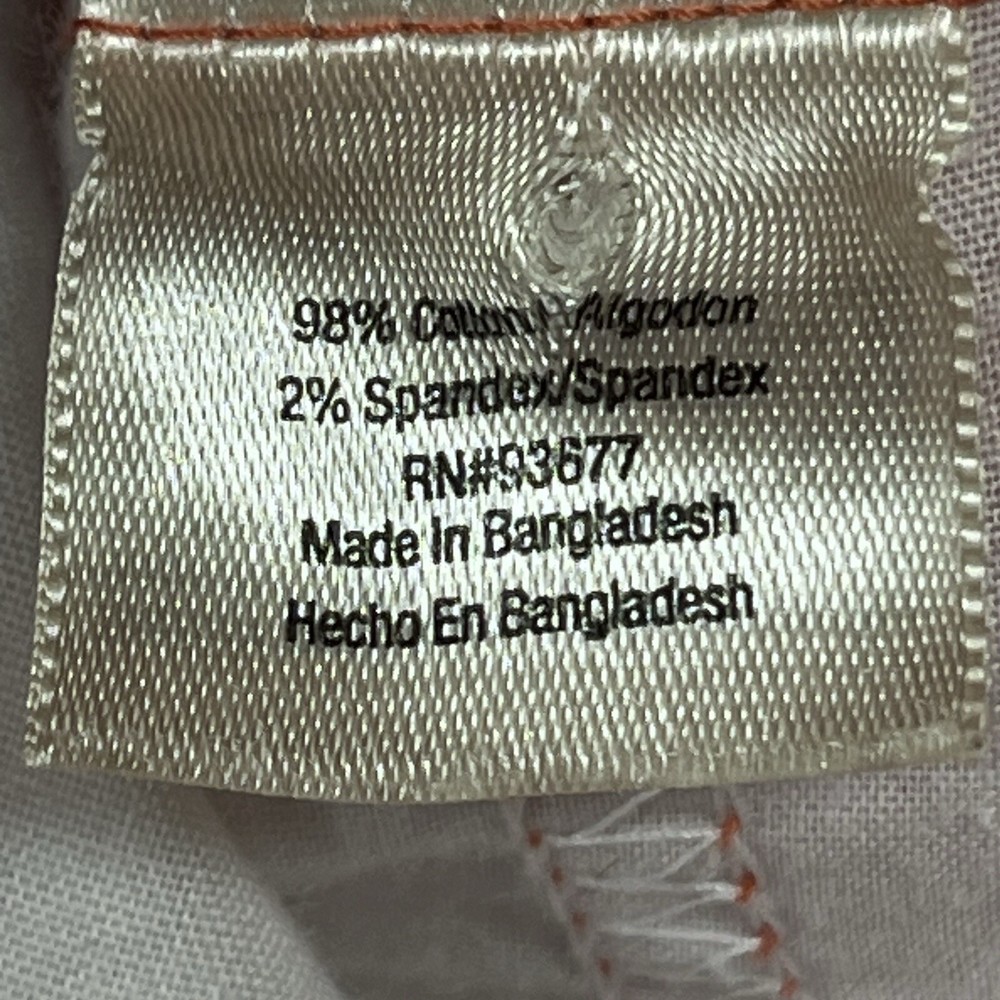 98% Cotton / Algodon
2% Spandex/Spandex
RN#93677
Made In Bangladesh
Hecho En Bangladesh